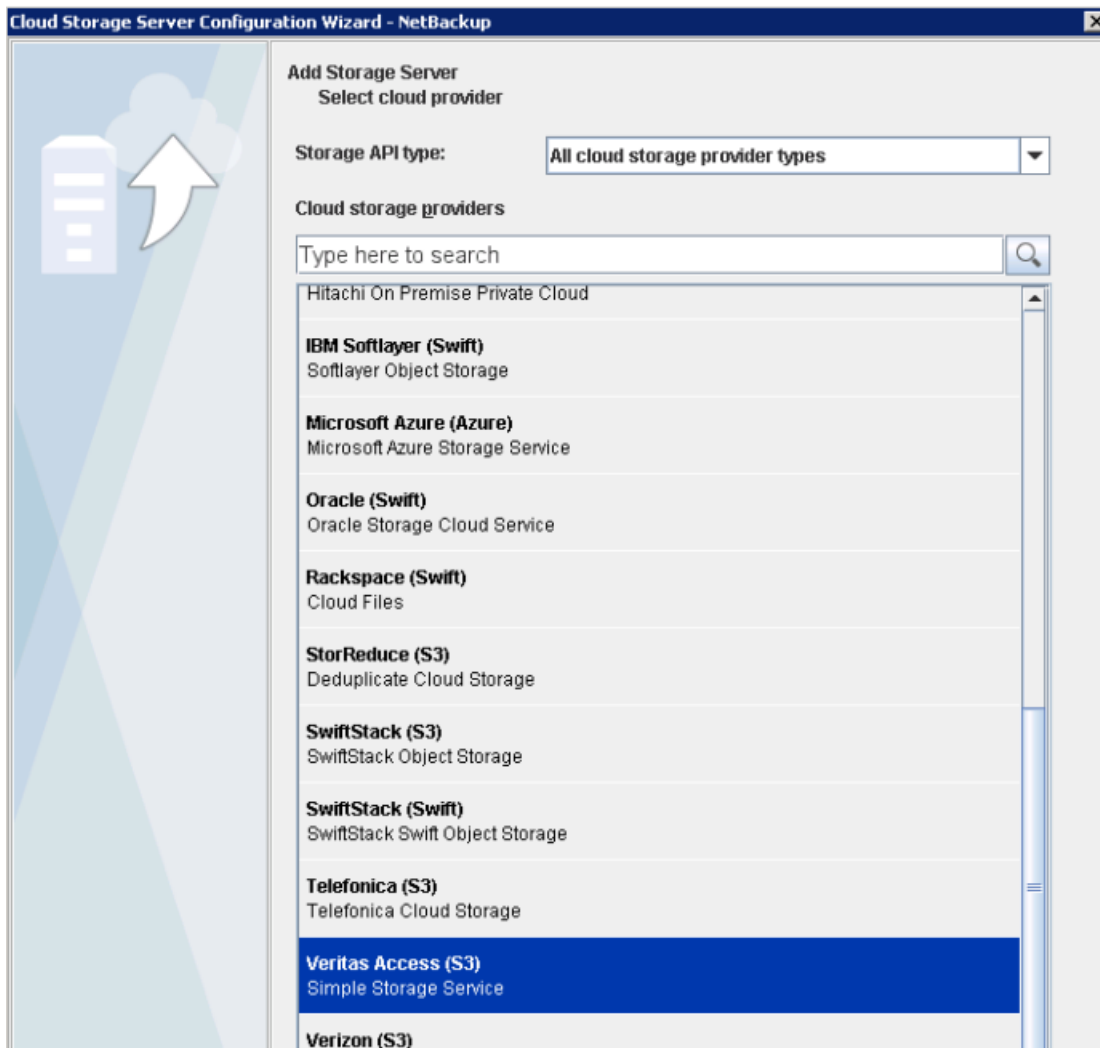 Cloud Storage Server Configuration Wizard - NetBackup
Add Storage Server
Select cloud provider
Storage API type:
All cloud storage provider types
Cloud storage providers
Type here to search
Hitachi On Premise Private Cloud
IBM Softlayer (Swift)
Softlayer Object Storage
Microsoft Azure (Azure)
Microsoft Azure Storage Service
Oracle (Swift)
Oracle Storage Cloud Service
Rackspace (Swift)
Cloud Files
StorReduce (S3)
Deduplicate Cloud Storage
SwiftStack (S3)
SwiftStack Object Storage
SwiftStack (Swift)
SwiftStack Swift Object Storage
Telefonica (S3)
Telefonica Cloud Storage
Veritas Access (S3)
Simple Storage Service
Verizon (S3)